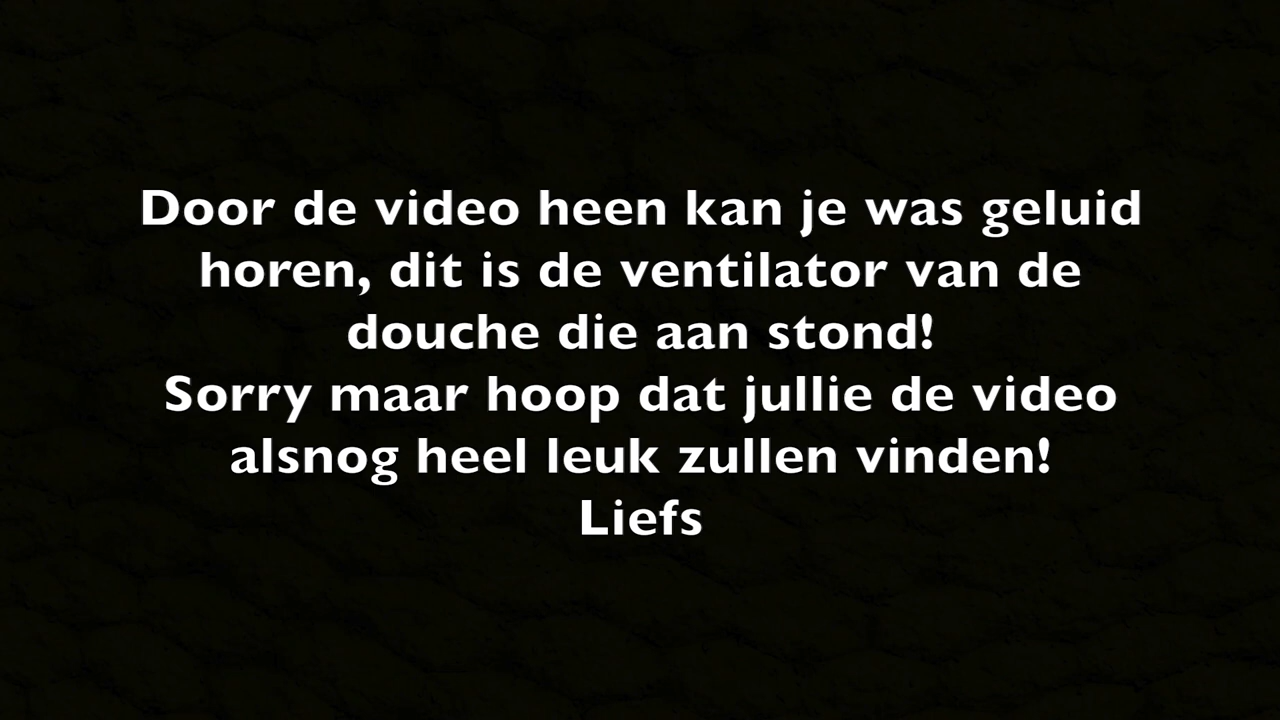 Door de video heen kan je was geluid
horen, dit is de ventilator van de
douche die aan stond!
Sorry maar hoop dat jullie de video
alsnog heel leuk zullen vinden!
Liefs